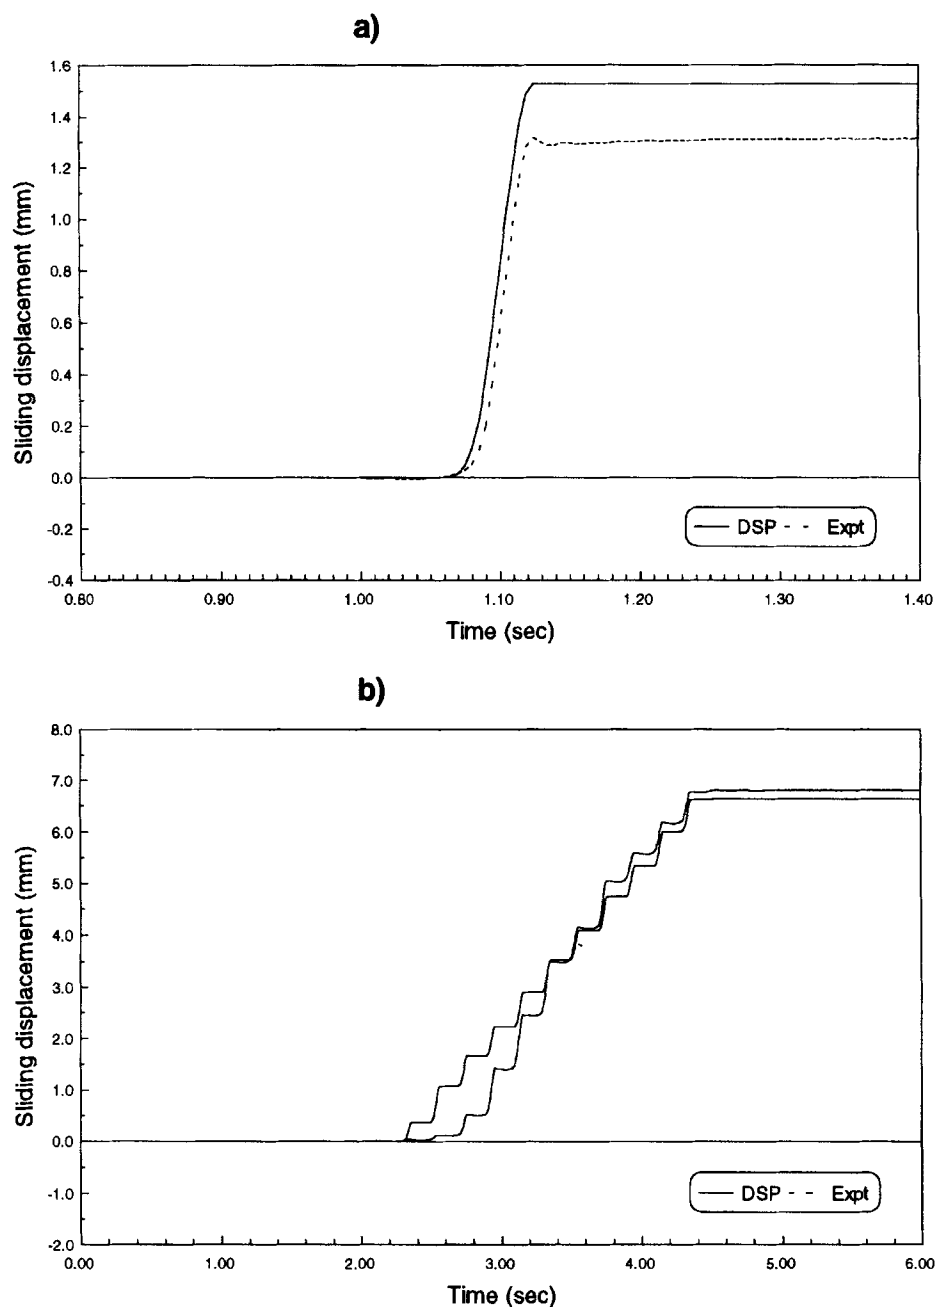 a)
1.6
1.4
1.2
1.0
0.8
0.6
0.4
0.2
0.0
-0.2
-0.4
Sliding displacement (mm)
DSP - - Expt
0.80 0.90 1.00 1.10 1.20 1.30 1.40
Time (sec)
b)
8.0
7.0
6.0
5.0
4.0
3.0
2.0
1.0
0.0
-1.0
-2.0
Sliding displacement (mm)
DSP - - Expt
0.00 1.00 2.00 3.00 4.00 5.00 6.00
Time (sec)